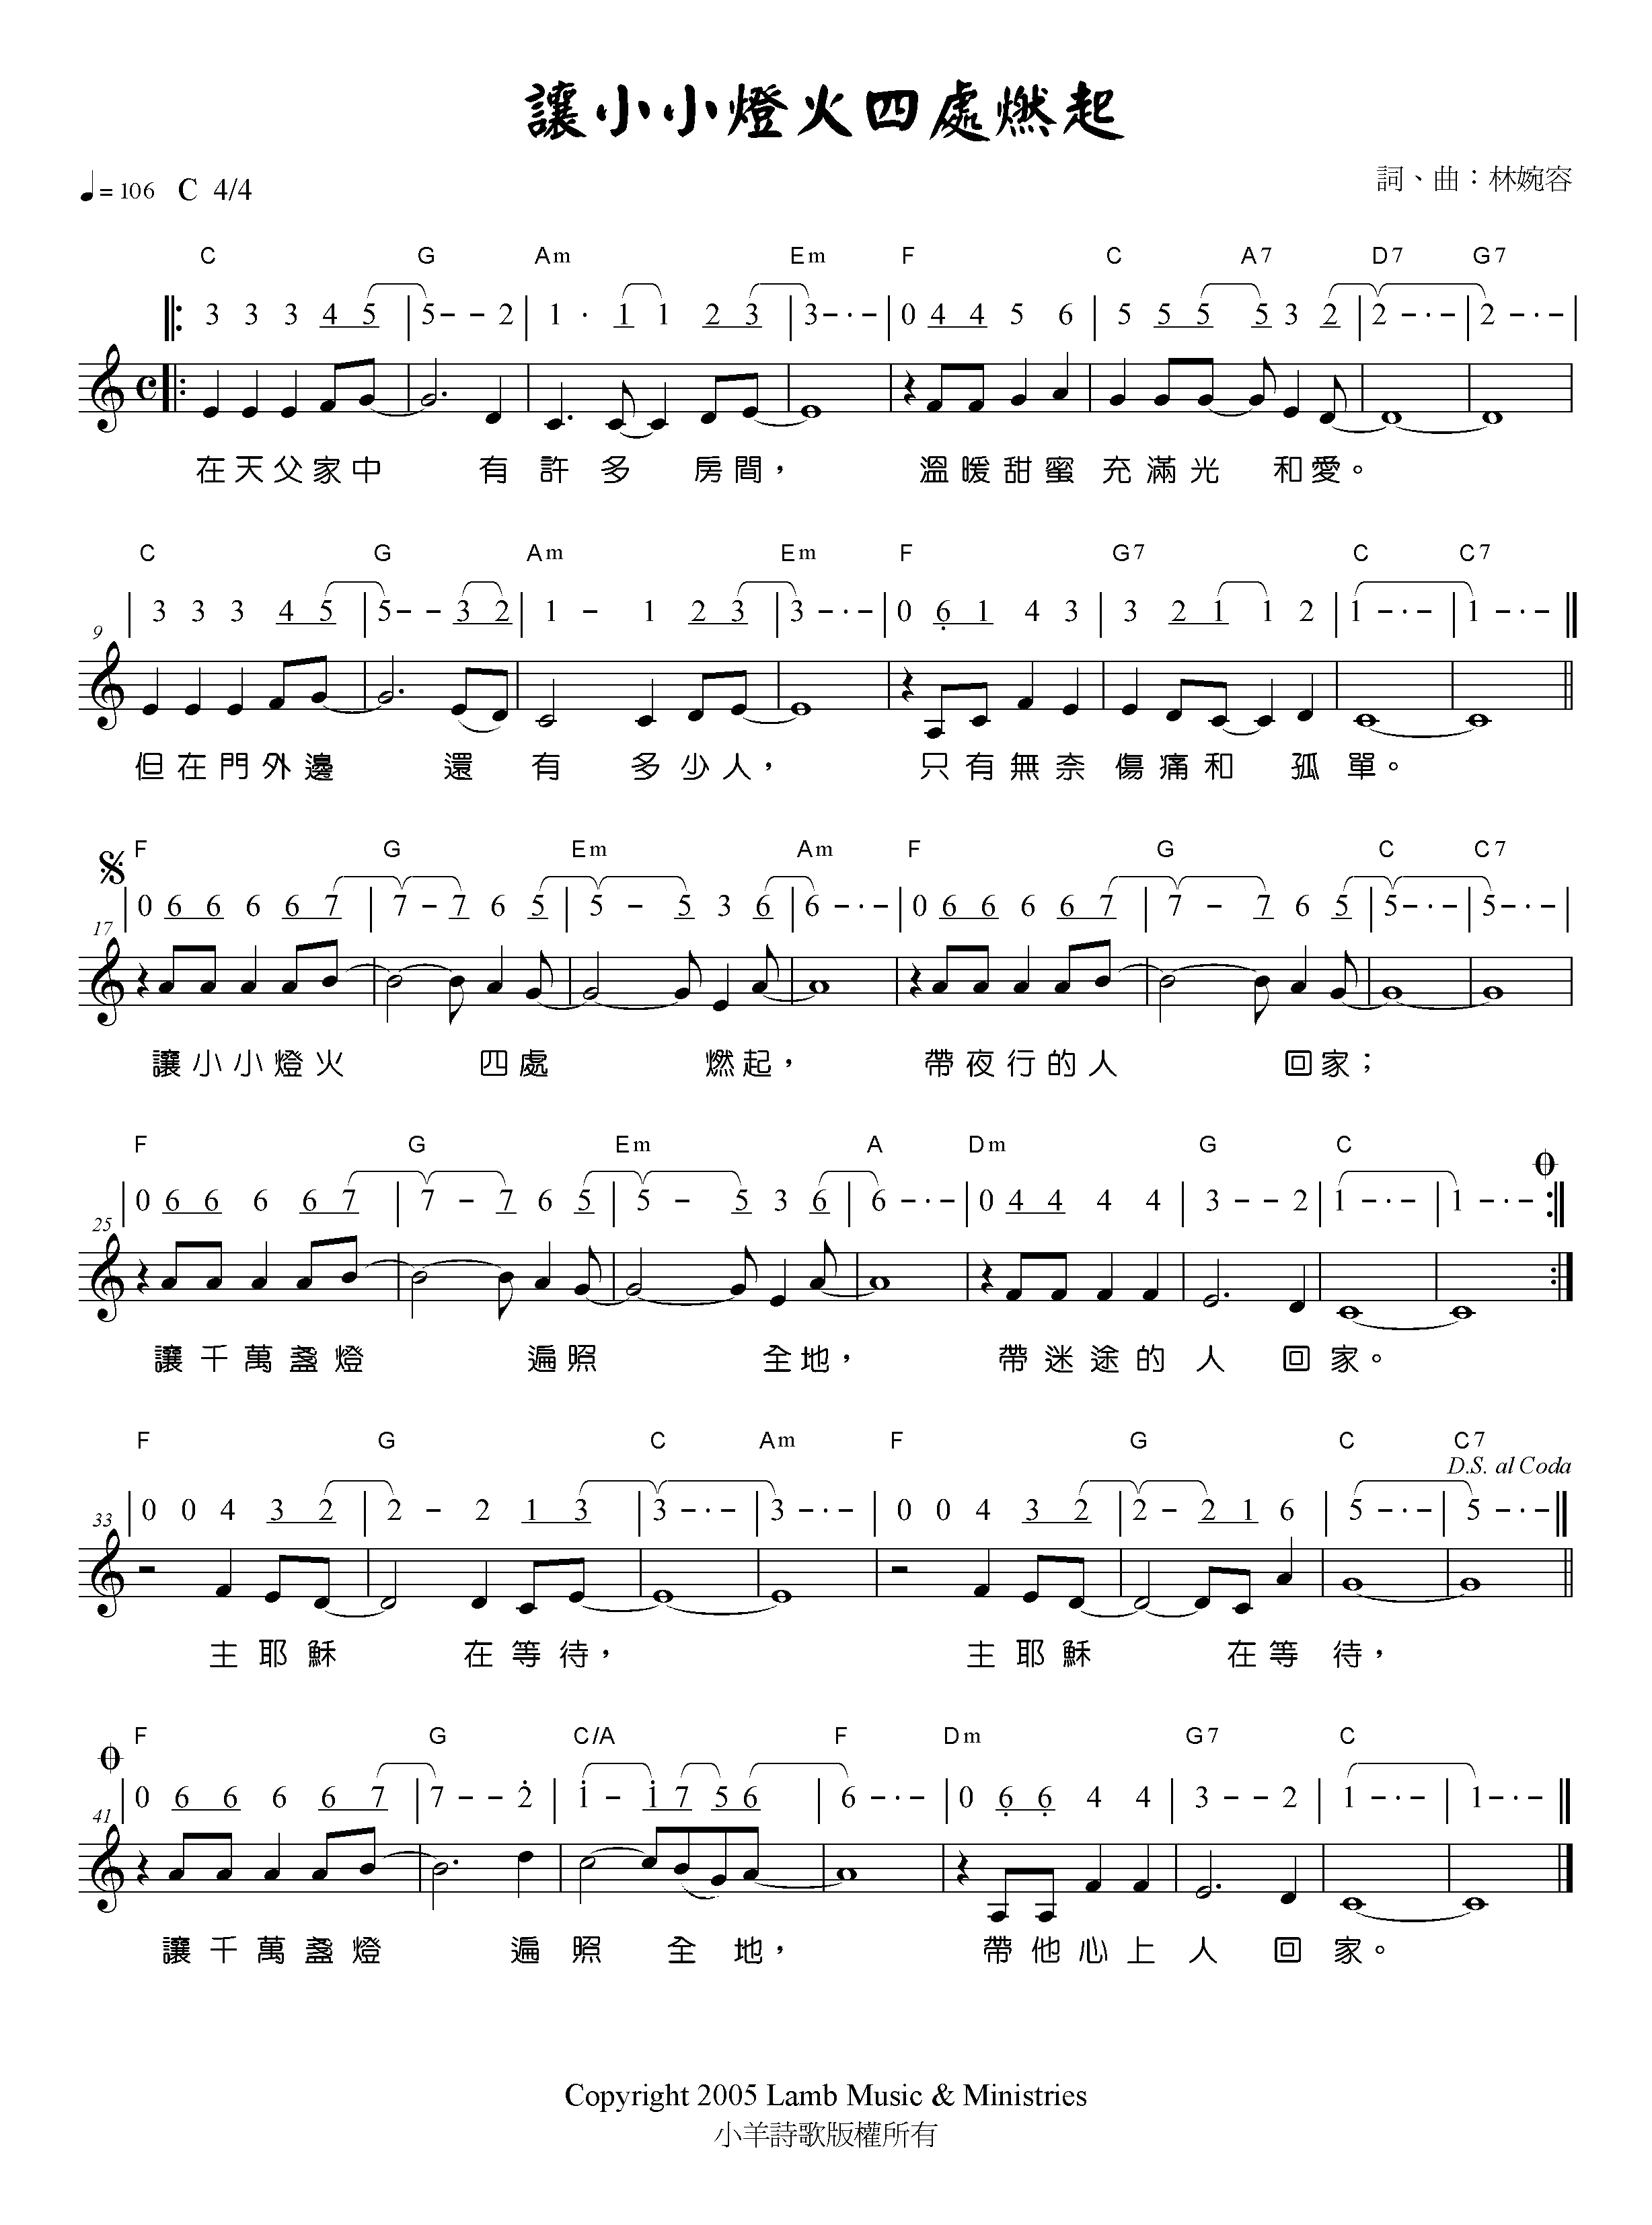 讓小小燈火四處燃起
♩= 106 C 4/4
詞、曲：林婉容
C G Am Em F C A7 D7 G7
3 3 3 4 5 5 - - 2 1 · 1 1 2 3 3 - · - 0 4 4 5 6 5 5 5 5 3 2 2 - · - 2 - · -
在天父家中 有 許 多 房間， 溫暖甜蜜 充滿光 和愛。
C G Am Em F G7 C C7
3 3 3 4 5 5 - - 3 2 1 - 1 2 3 3 - · - 0 6 1 4 3 3 2 1 1 2 1 - · - 1 - · -
9
但在門外邊 還 有 多少人， 只有無奈 傷痛和 孤 單。
F G Em Am F G C C7
0 6 6 6 6 7 7 - 7 6 5 5 - 5 3 6 6 - · - 0 6 6 6 6 7 7 - 7 6 5 5 - · - 5 - · -
17
讓小小燈火 四處 燃起， 帶夜行的人 回家；
F G Em A Dm G C
0 6 6 6 6 7 7 - 7 6 5 5 - 5 3 6 6 - · - 0 4 4 4 4 3 - - 2 1 - · - 1 - · -
25
讓千萬盞燈 遍照 全地， 帶迷途的 人 回 家。
F G C Am F G C C7
D.S. al Coda
0 0 4 3 2 2 - 2 1 3 3 - · - 3 - · - 0 0 4 3 2 2 - 2 1 6 5 - · - 5 - · -
33
主耶穌 在等待， 主耶穌 在等 待，
F G C/A F Dm G7 C
0 6 6 6 6 7 7 - - 2 1 - 1 7 5 6 6 - · - 0 6 6 4 4 3 - - 2 1 - · - 1 - · -
41
讓千萬盞燈 遍 照 全 地， 帶他心上 人 回 家。
Copyright 2005 Lamb Music & Ministries
小羊詩歌版權所有